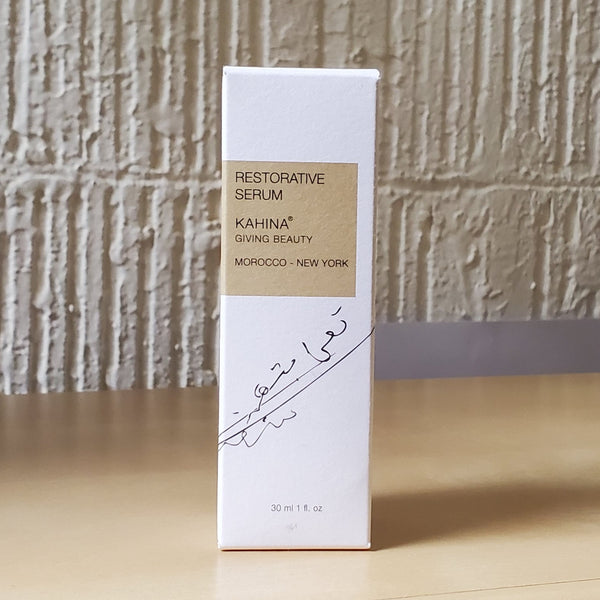 RESTORATIVE
SERUM
KAHINA®
GIVING BEAUTY
MOROCCO - NEW YORK
30 ml 1 fl. oz